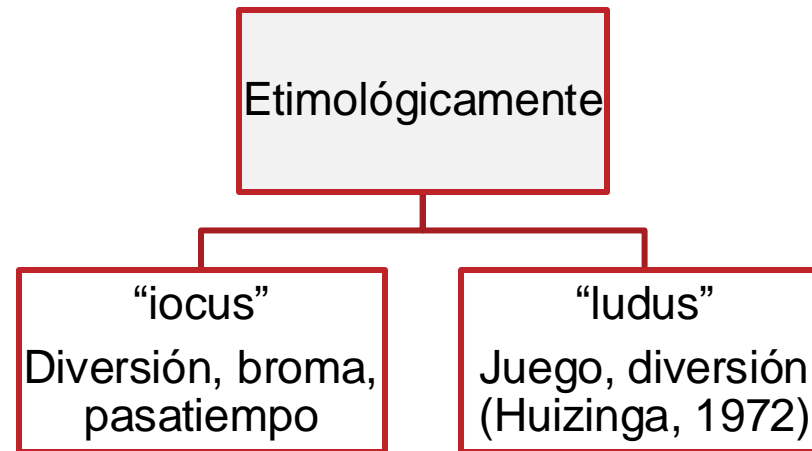 Etimológicamente
“iocus”
Diversión, broma,
pasatiempo
“ludus”
Juego, diversión
(Huizinga, 1972)